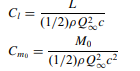 C_l = L / ((1/2)ρQ_∞^2 c)
C_{m_0} = M_0 / ((1/2)ρQ_∞^2 c^2)